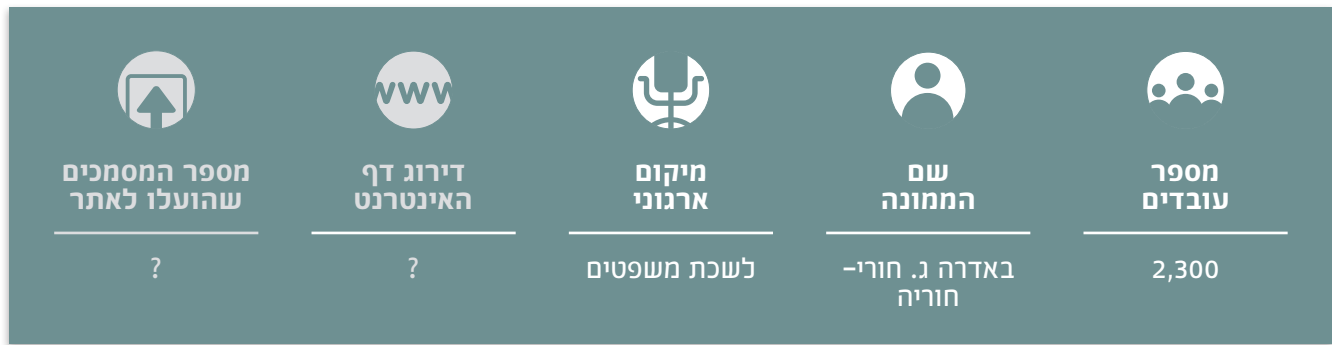 מספר
עובדים
2,300
שם
הממונה
באדרה ג. חורי–
חוריה
מיקום
ארגוני
לשכת משפטים
www
דירוג דף
האינטרנט
?
מספר המסמכים
שהועלו לאתר
?